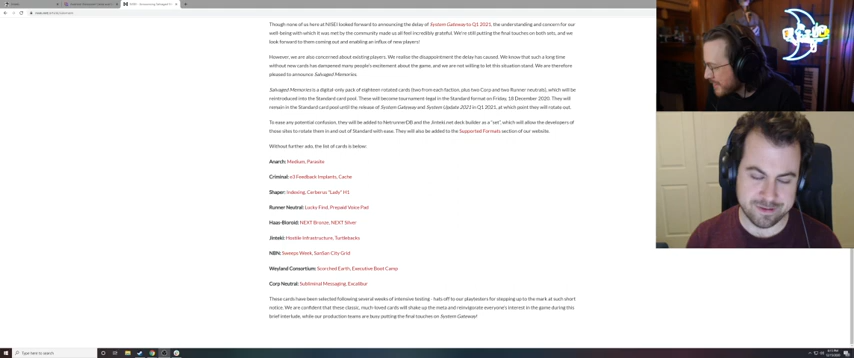 NISEI - Announcing Salvaged M
Though none of us here at NISEI looked forward to announcing the delay of System Gateway to Q1 2021, the understanding and concern for our
well-being with which it was met by the community made us all feel incredibly grateful. We're still putting the final touches on both sets, and we
look forward to them coming out and enabling an influx of new players!
However, we are also concerned about existing players. We realise the disappointment the delay has caused. We know that such a long time
without new cards has dampened many people's excitement about the game, and we are not willing to let this situation stand. We are therefore
pleased to announce Salvaged Memories.
Salvaged Memories is a digital-only pack of eighteen rotated cards (two from each faction, plus two Corp and two Runner neutrals), which will be
reintroduced into the Standard card pool. These will become tournament-legal in the Standard format on Friday, 18 December 2020. They will
remain in the Standard card pool until the release of System Gateway and System Update 2021 in Q1 2021, at which point they will rotate out.
To ease any potential confusion, they will be added to NetrunnerDB and the Jinteki.net deck builder as a "set", which will allow the developers of
those sites to rotate them in and out of Standard with ease. They will also be added to the Supported Formats section of our website.
Without further ado, the list of cards is below:
Anarch: Medium, Parasite
Criminal: e3 Feedback Implants, Cache
Shaper: Indexing, Cerberus "Lady" H1
Runner Neutral: Lucky Find, Prepaid Voice Pad
Haas-Bioroid: NEXT Bronze, NEXT Silver
Jinteki: Hostile Infrastructure, Turtlebacks
NBN: Sweeps Week, SanSan City Grid
Weyland Consortium: Scorched Earth, Executive Boot Camp
Corp Neutral: Subliminal Messaging, Excalibur
These cards have been selected following several weeks of intensive testing - hats off to our playtesters for stepping up to the mark at such short
notice. We are confident that these classic, much-loved cards will shake up the meta and reinvigorate everyone's interest in the game during this
brief interlude, while our production teams are busy putting the final touches on System Gateway!
Type here to search